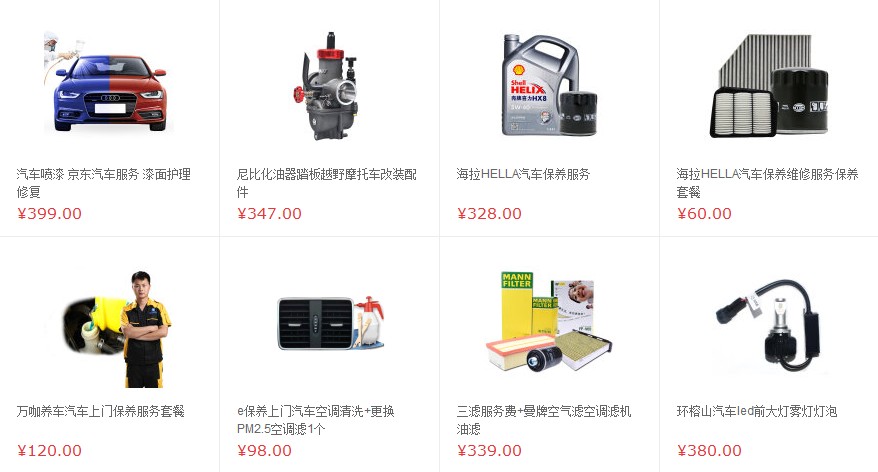 Shell
HELIX
壳牌喜力HX8
5W-40
汽车喷漆 京东汽车服务 漆面护理
修复
¥399.00
尼比化油器踏板越野摩托车改装配
件
¥347.00
海拉HELLA汽车保养服务
¥328.00
海拉HELLA汽车保养维修服务保养
套餐
¥60.00
MANN
FILTER
MANN
FILTER
万咖养车汽车上门保养服务套餐
¥120.00
e保养上门汽车空调清洗+更换
PM2.5空调滤1个
¥98.00
三滤服务费+曼牌空气滤空调滤机
油滤
¥339.00
环榕山汽车led前大灯雾灯灯泡
¥380.00